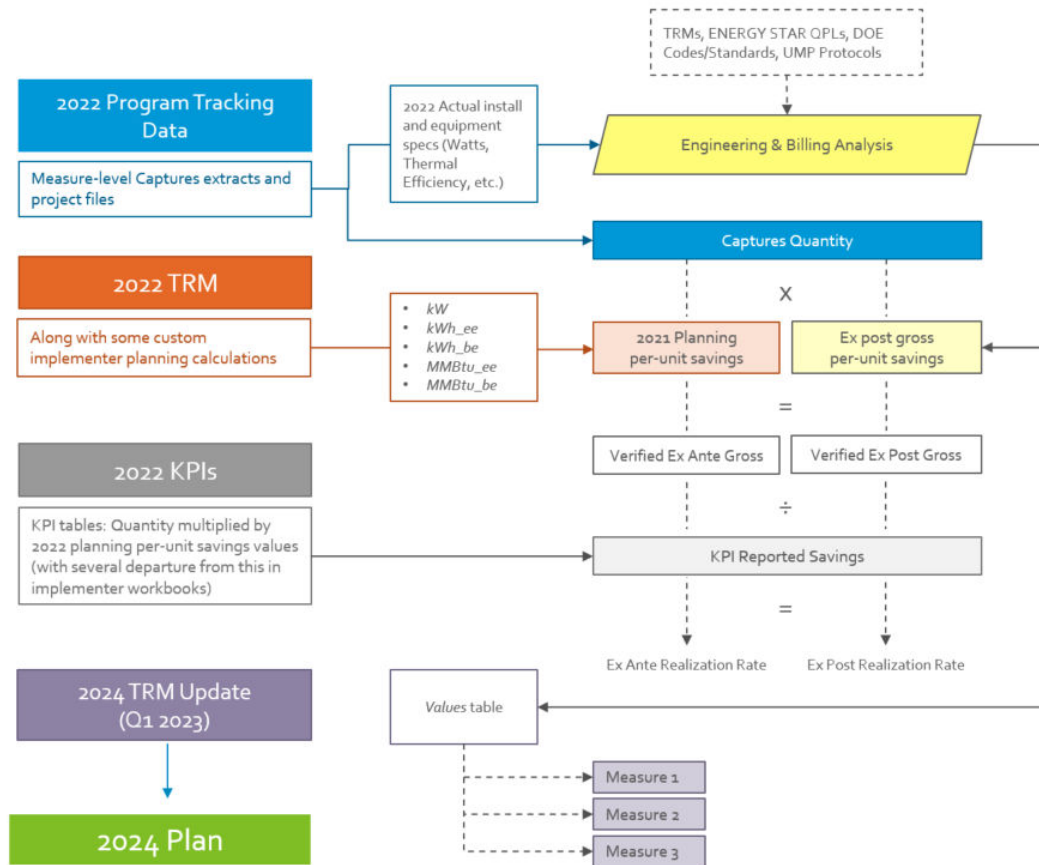 TRMs, ENERGY STAR QPLs, DOE
Codes/Standards, UMP Protocols
2022 Program Tracking
Data
Measure-level Captures extracts and
project files
2022 Actual install
and equipment
specs (Watts,
Thermal
Efficiency, etc.)
Engineering & Billing Analysis
Captures Quantity
x
2022 TRM
Along with some custom
implementer planning calculations
• kW
• kWh_ee
• kWh_be
• MMBtu_ee
• MMBtu_be
2021 Planning
per-unit savings
Ex post gross
per-unit savings
=
Verified Ex Ante Gross
Verified Ex Post Gross
÷
2022 KPIs
KPI tables: Quantity multiplied by
2022 planning per-unit savings values
(with several departure from this in
implementer workbooks)
KPI Reported Savings
=
Ex Ante Realization Rate
Ex Post Realization Rate
2024 TRM Update
(Q1 2023)
Values table
Measure 1
Measure 2
Measure 3
2024 Plan